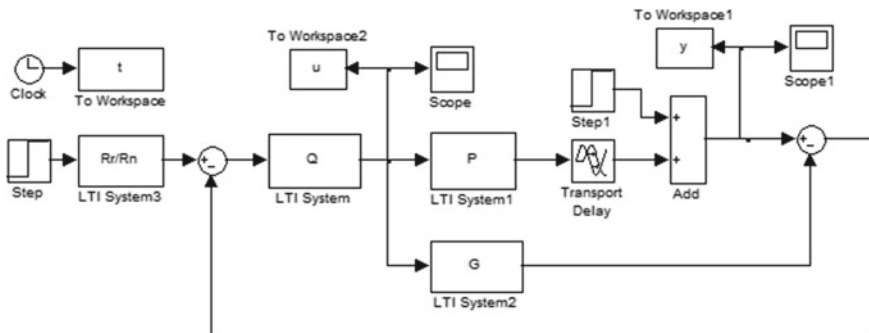 To Workspace1
To Workspace2
t
u
y
Clock
To Workspace
Scope
Scope1
Step1
Step
Rr/Rn
LTI System3
+
-
Q
LTI System
P
LTI System1
Transport
Delay
+
+
Add
+
-
G
LTI System2